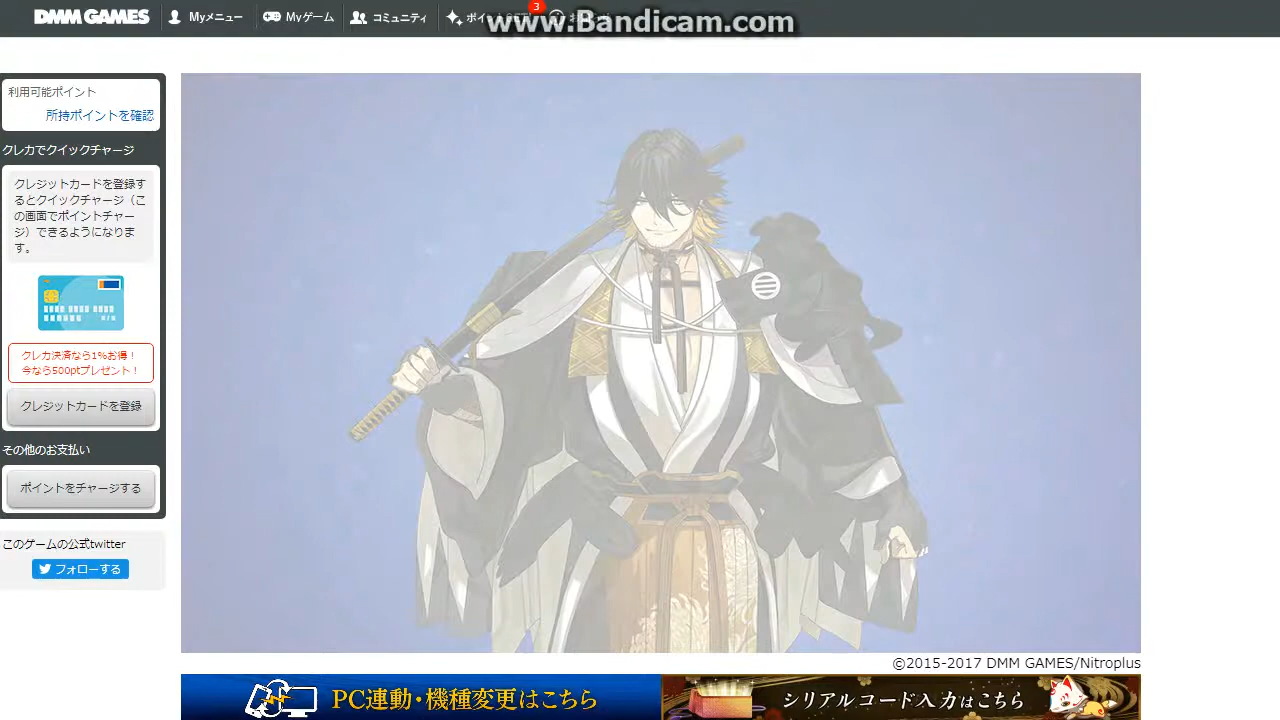 DMM GAMES
Myメニュー
Myゲーム
コミュニティ
3
www.Bandicam.com
利用可能ポイント
所持ポイントを確認
クレカでクイックチャージ
クレジットカードを登録す
るとクイックチャージ（こ
の画面でポイントチャー
ジ）できるようになりま
す。
クレカ決済なら1%お得！
今なら500ptプレゼント！
クレジットカードを登録
その他のお支払い
ポイントをチャージする
このゲームの公式twitter
フォローする
©2015-2017 DMM GAMES/Nitroplus
PC連動・機種変更はこちら
シリアルコード入力はこちら